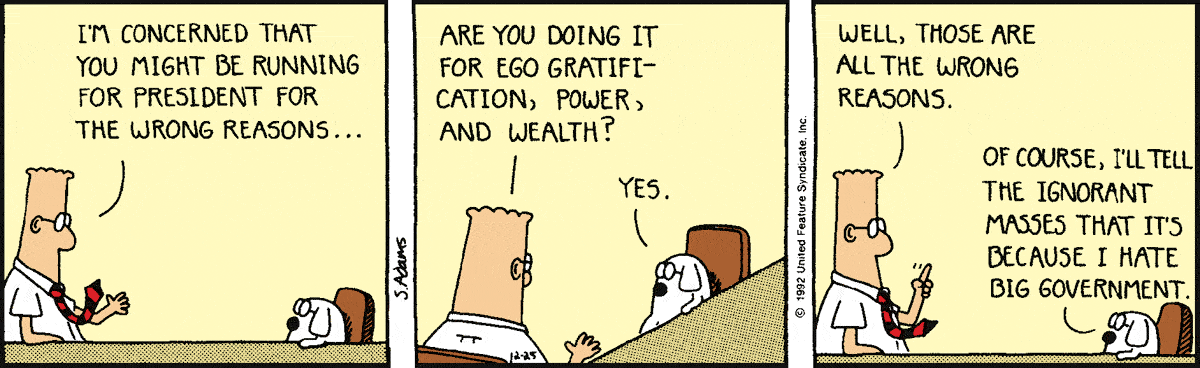 I'M CONCERNED THAT
YOU MIGHT BE RUNNING
FOR PRESIDENT FOR
THE WRONG REASONS...
S. Adams
ARE YOU DOING IT
FOR EGO GRATIFI-
CATION, POWER,
AND WEALTH?
YES.
12-25
© 1992 United Feature Syndicate, Inc.
WELL, THOSE ARE
ALL THE WRONG
REASONS.
OF COURSE, I'LL TELL
THE IGNORANT
MASSES THAT IT'S
BECAUSE I HATE
BIG GOVERNMENT.